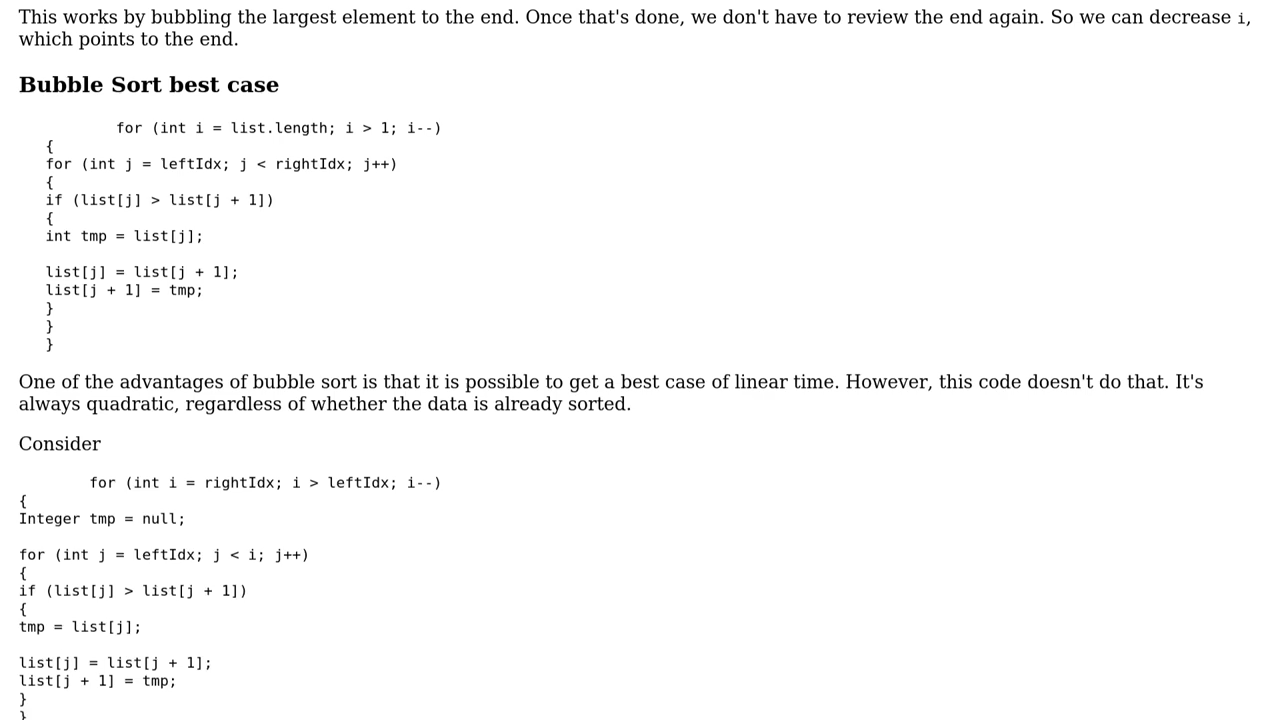 This works by bubbling the largest element to the end. Once that's done, we don't have to review the end again. So we can decrease i,
which points to the end.
Bubble Sort best case
for (int i = list.length; i > 1; i--)
{
for (int j = leftIdx; j < rightIdx; j++)
{
if (list[j] > list[j + 1])
{
int tmp = list[j];
list[j] = list[j + 1];
list[j + 1] = tmp;
}
}
}
One of the advantages of bubble sort is that it is possible to get a best case of linear time. However, this code doesn't do that. It's
always quadratic, regardless of whether the data is already sorted.
Consider
for (int i = rightIdx; i > leftIdx; i--)
{
Integer tmp = null;
for (int j = leftIdx; j < i; j++)
{
if (list[j] > list[j + 1])
{
tmp = list[j];
list[j] = list[j + 1];
list[j + 1] = tmp;
}
}